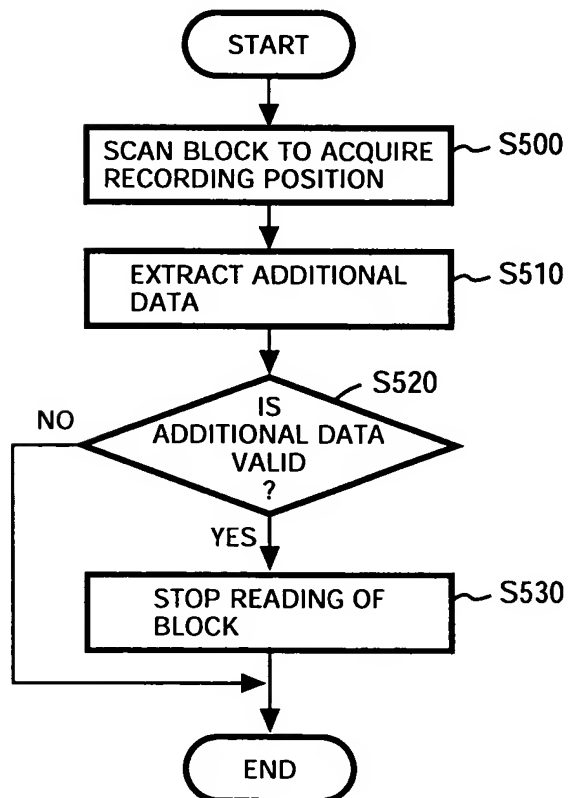 START
SCAN BLOCK TO ACQUIRE
RECORDING POSITION
S500
EXTRACT ADDITIONAL
DATA
S510
S520
NO
IS
ADDITIONAL DATA
VALID
?
YES
STOP READING OF
BLOCK
S530
END